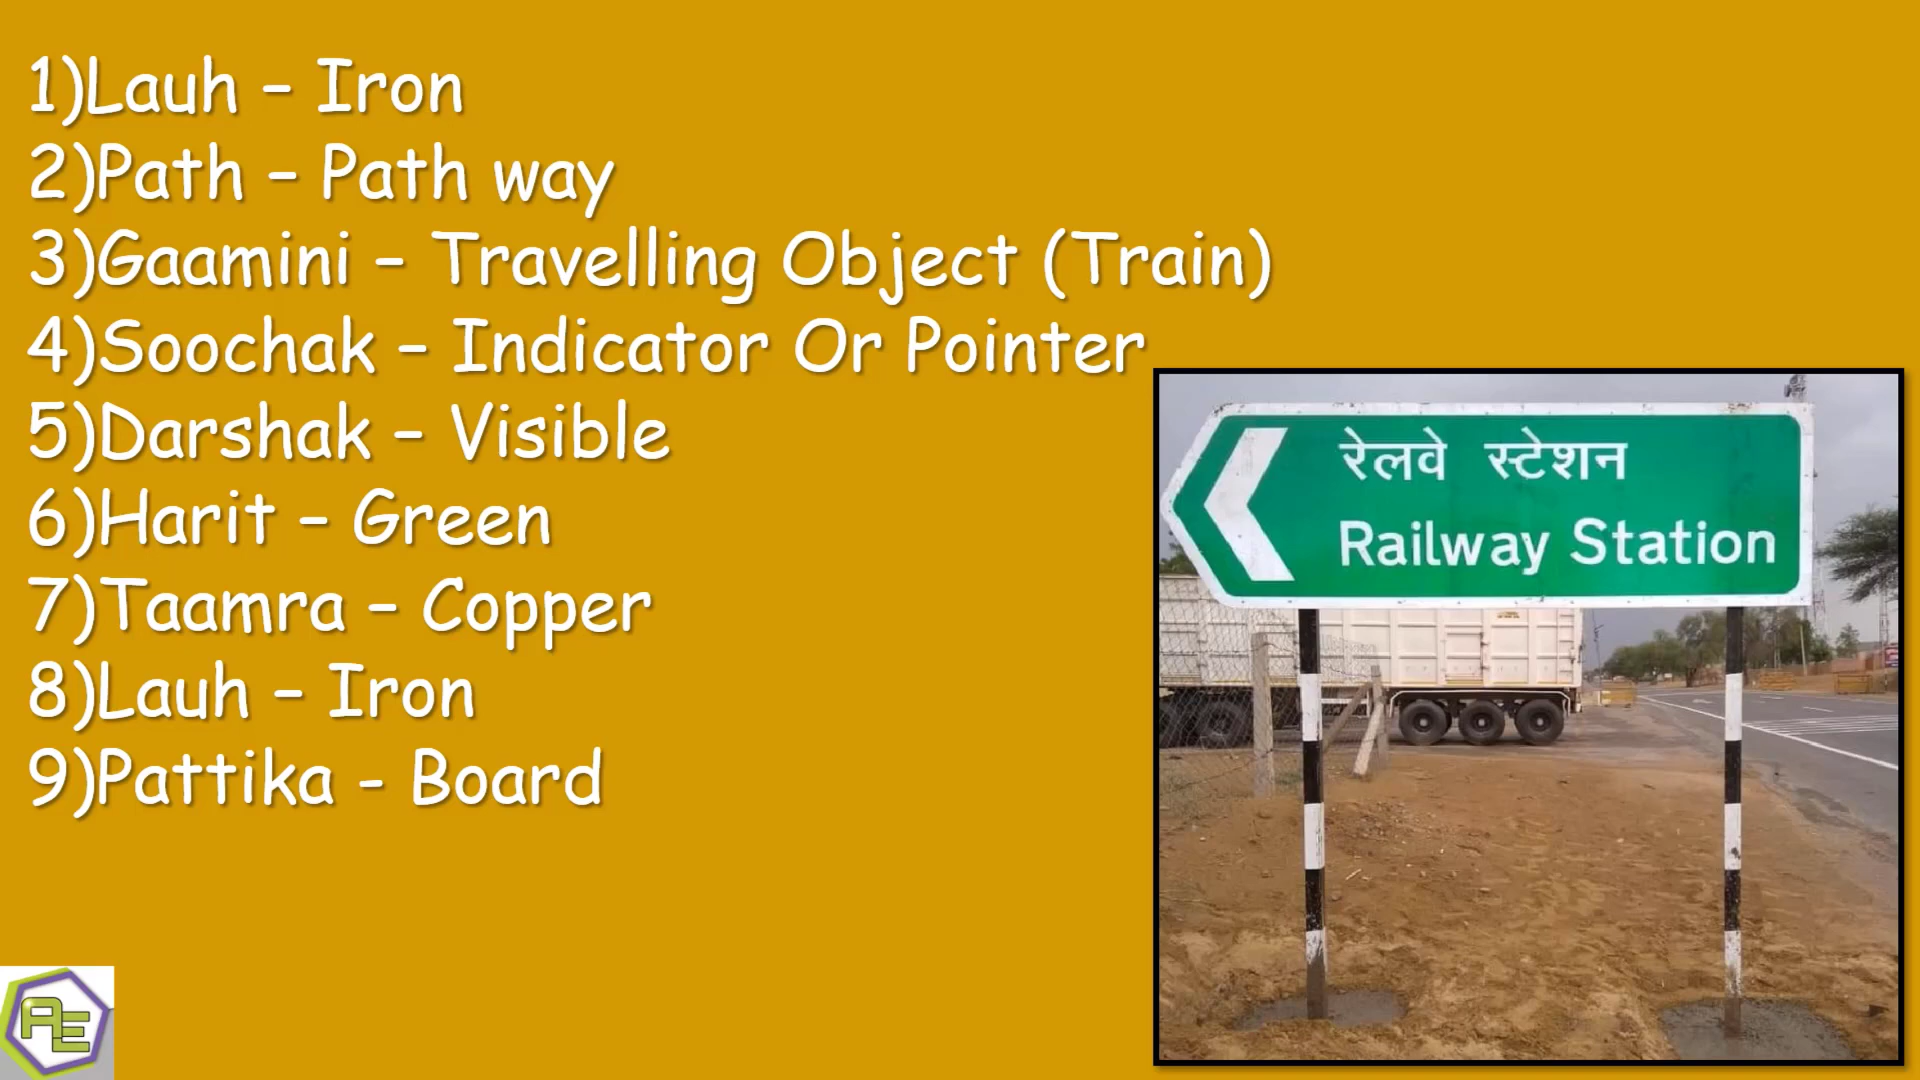 1)Lauh – Iron
2)Path – Path way
3)Gaamini – Travelling Object (Train)
4)Soochak – Indicator Or Pointer
5)Darshak – Visible
6)Harit – Green
7)Taamra – Copper
8)Lauh – Iron
9)Pattika - Board
रेलवे स्टेशन
Railway Station
AE